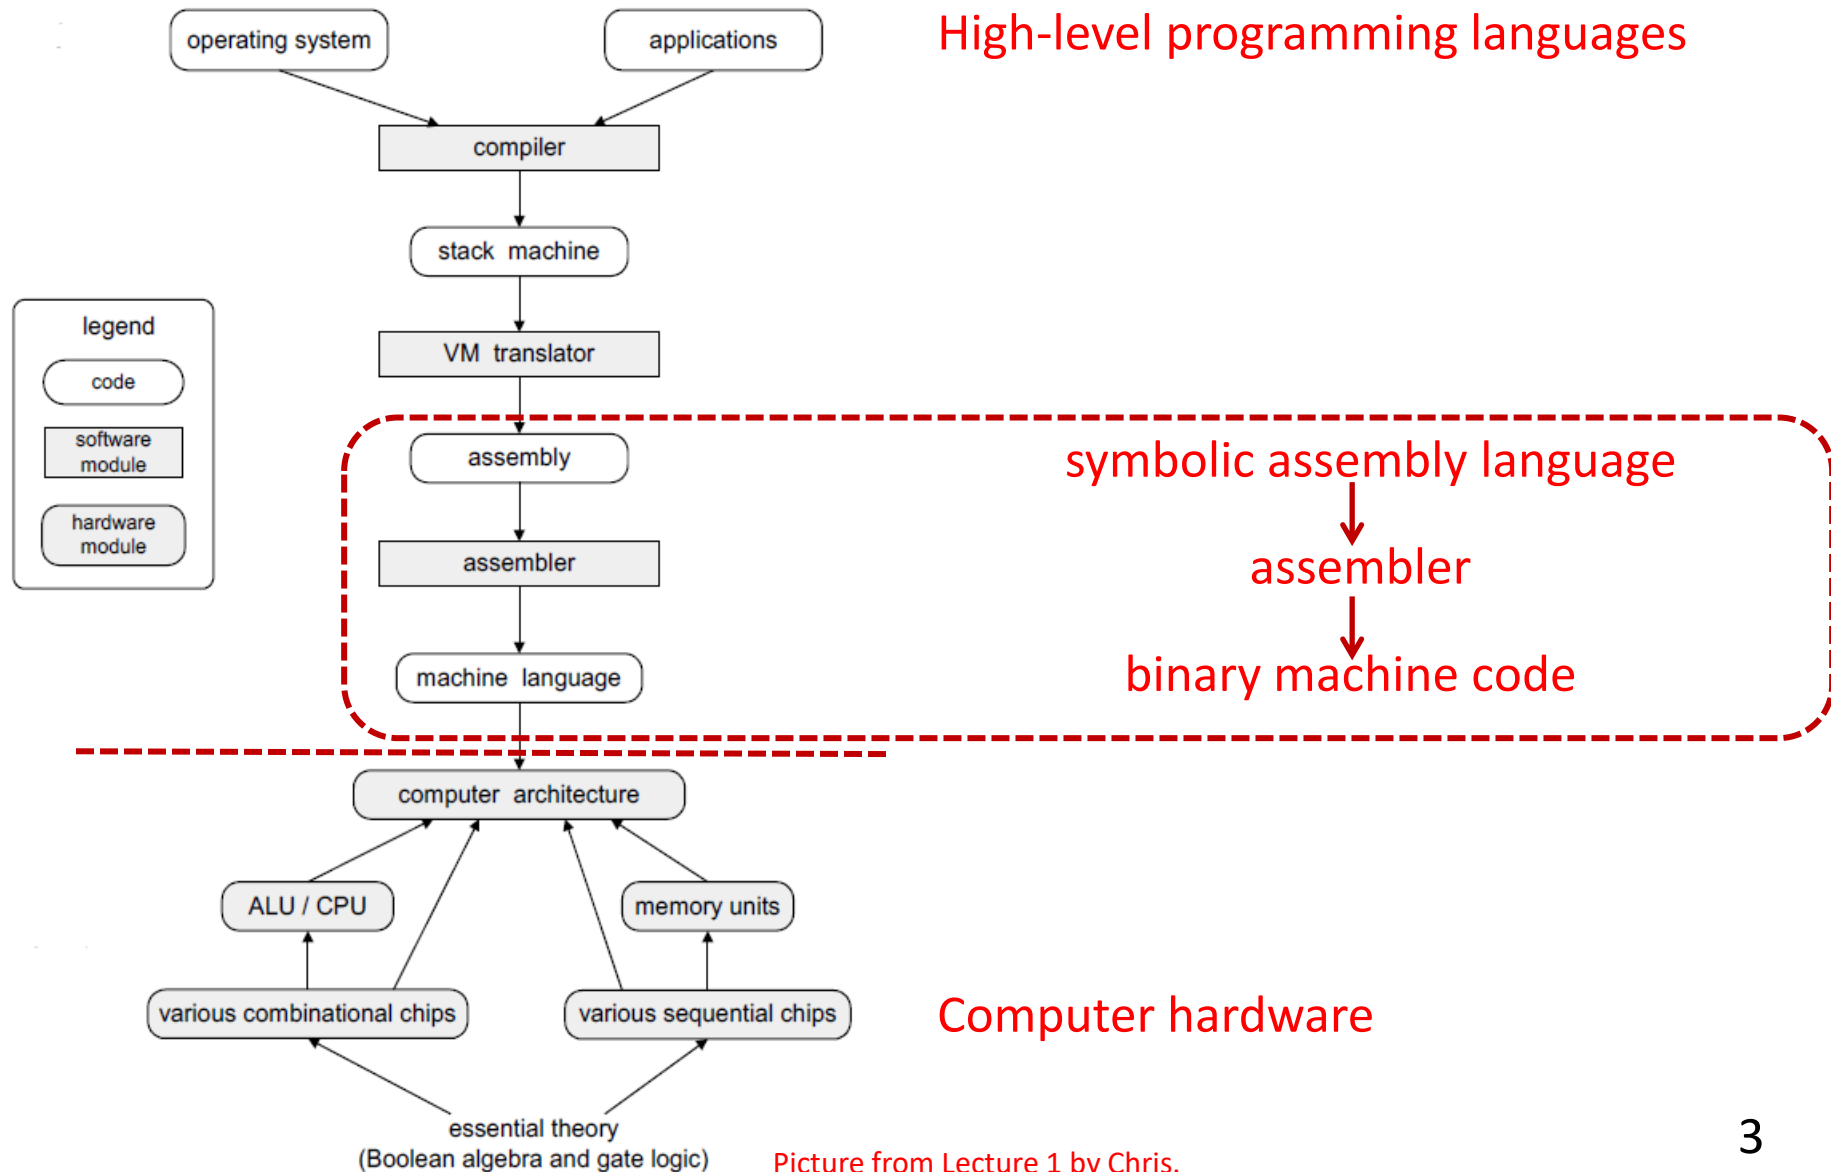 operating system
applications
High-level programming languages
compiler
stack machine
legend
code
software
module
hardware
module
VM translator
assembly
symbolic assembly language
assembler
assembler
machine language
binary machine code
computer architecture
ALU / CPU
memory units
various combinational chips
various sequential chips
Computer hardware
essential theory
(Boolean algebra and gate logic)
Picture from Lecture 1 by Chris.
3